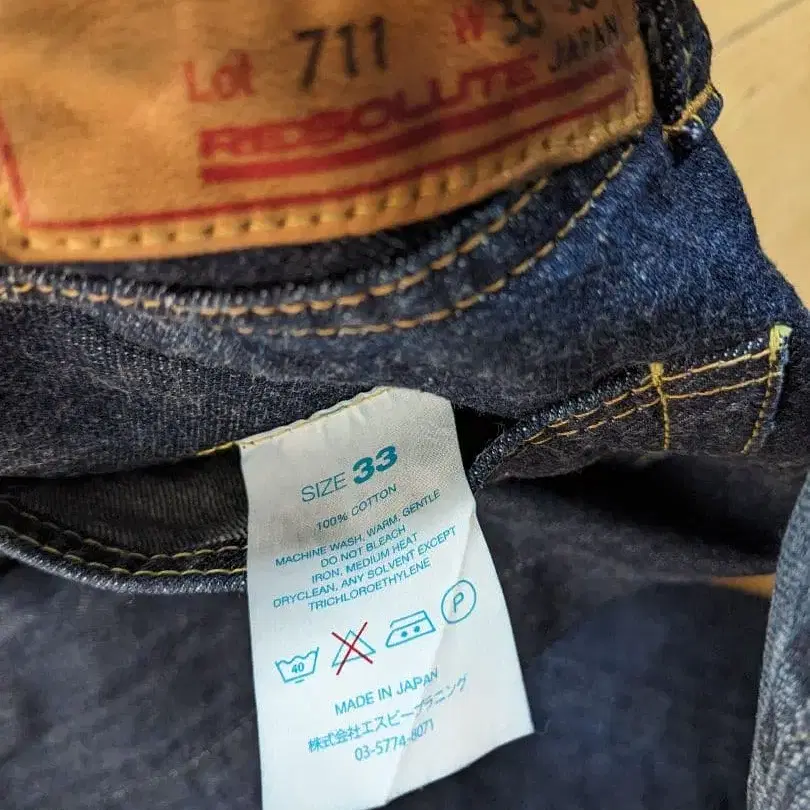 Lot 711 W 33
RESOLUTE JAPAN
SIZE 33
100% COTTON
MACHINE WASH, WARM, GENTLE
DO NOT BLEACH
IRON, MEDIUM HEAT
DRYCLEAN, ANY SOLVENT EXCEPT
TRICHLOROETHYLENE
40
P
MADE IN JAPAN
株式会社エスピープラニング
03-5774-8071